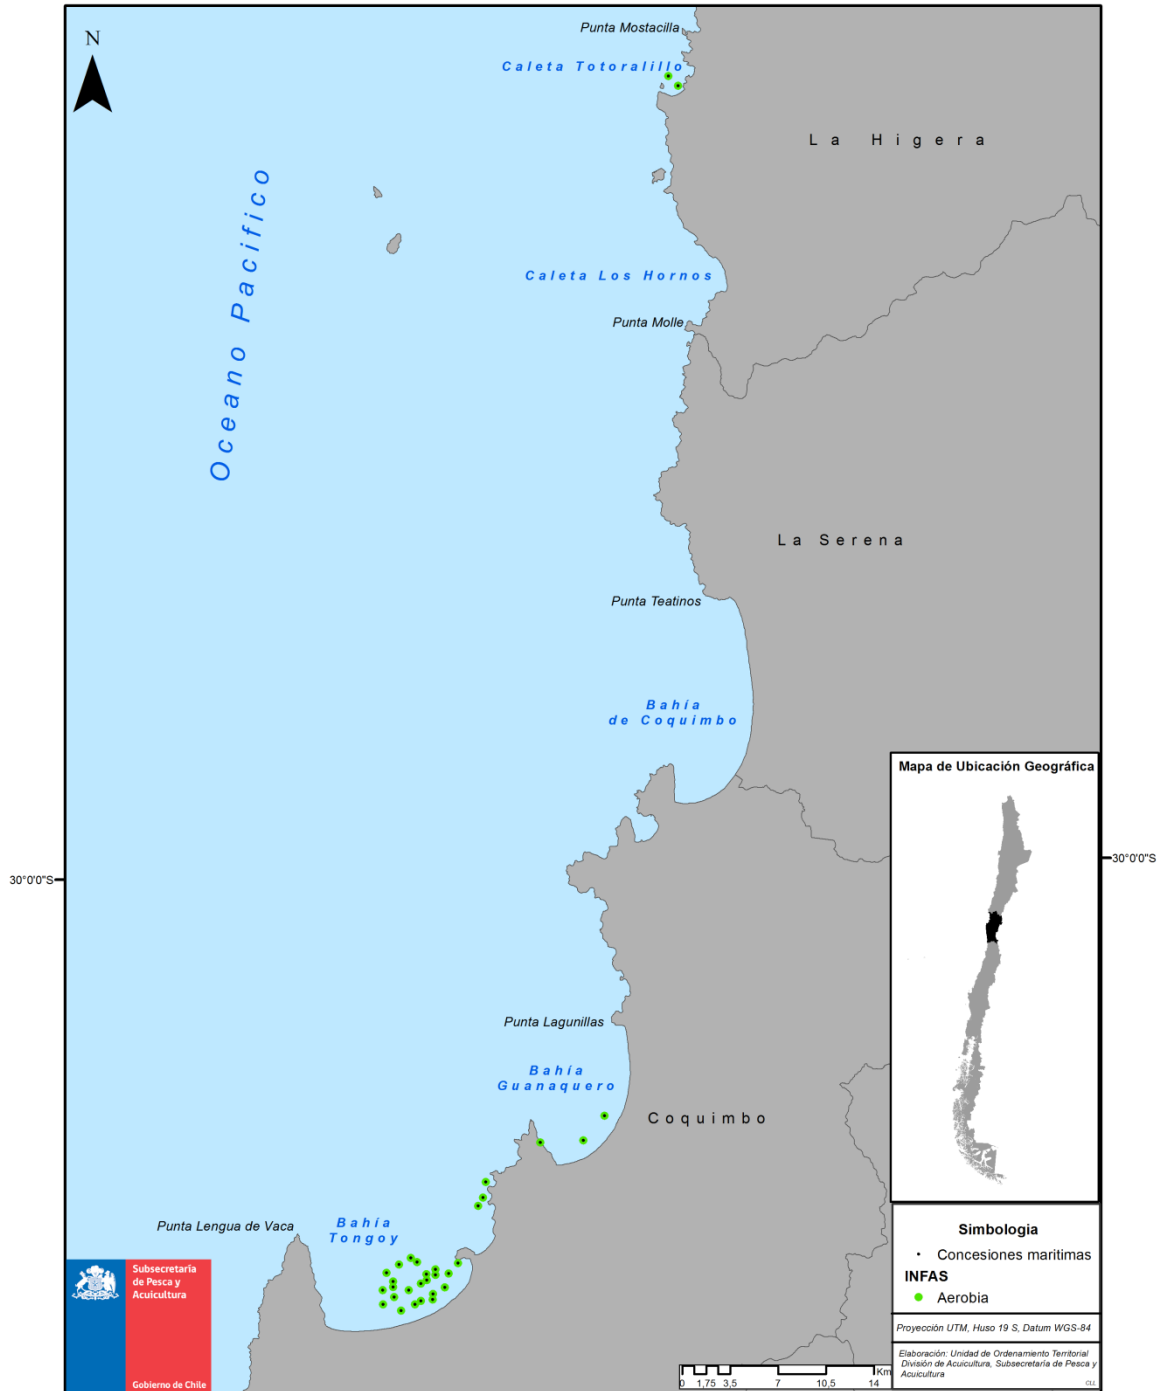 Punta Mostacilla
N
Caleta Totoralillo
La Higera
Oceano Pacifico
Caleta Los Hornos
Punta Molle
La Serena
Punta Teatinos
Bahía
de Coquimbo
Mapa de Ubicación Geográfica
30°0'0"S
30°0'0"S
Punta Lagunillas
Bahía
Guanaquero
Coquimbo
Punta Lengua de Vaca
Bahía
Tongoy
Simbologia
Concesiones maritimas
INFAS
Aerobia
Subsecretaría
de Pesca y
Acuicultura
Gobierno de Chile
Proyección UTM, Huso 19 S, Datum WGS-84
Elaboración: Unidad de Ordenamiento Territorial
División de Acuicultura, Subsecretaría de Pesca y
Acuicultura
CLL
Km
0 1,75 3,5 7 10,5 14